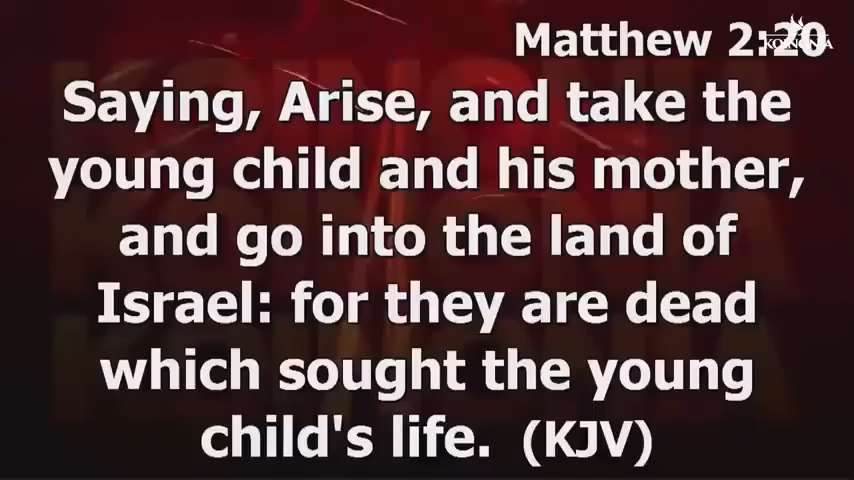 Matthew 2:20
KOINONIA
Saying, Arise, and take the
young child and his mother,
and go into the land of
Israel: for they are dead
which sought the young
child's life. (KJV)